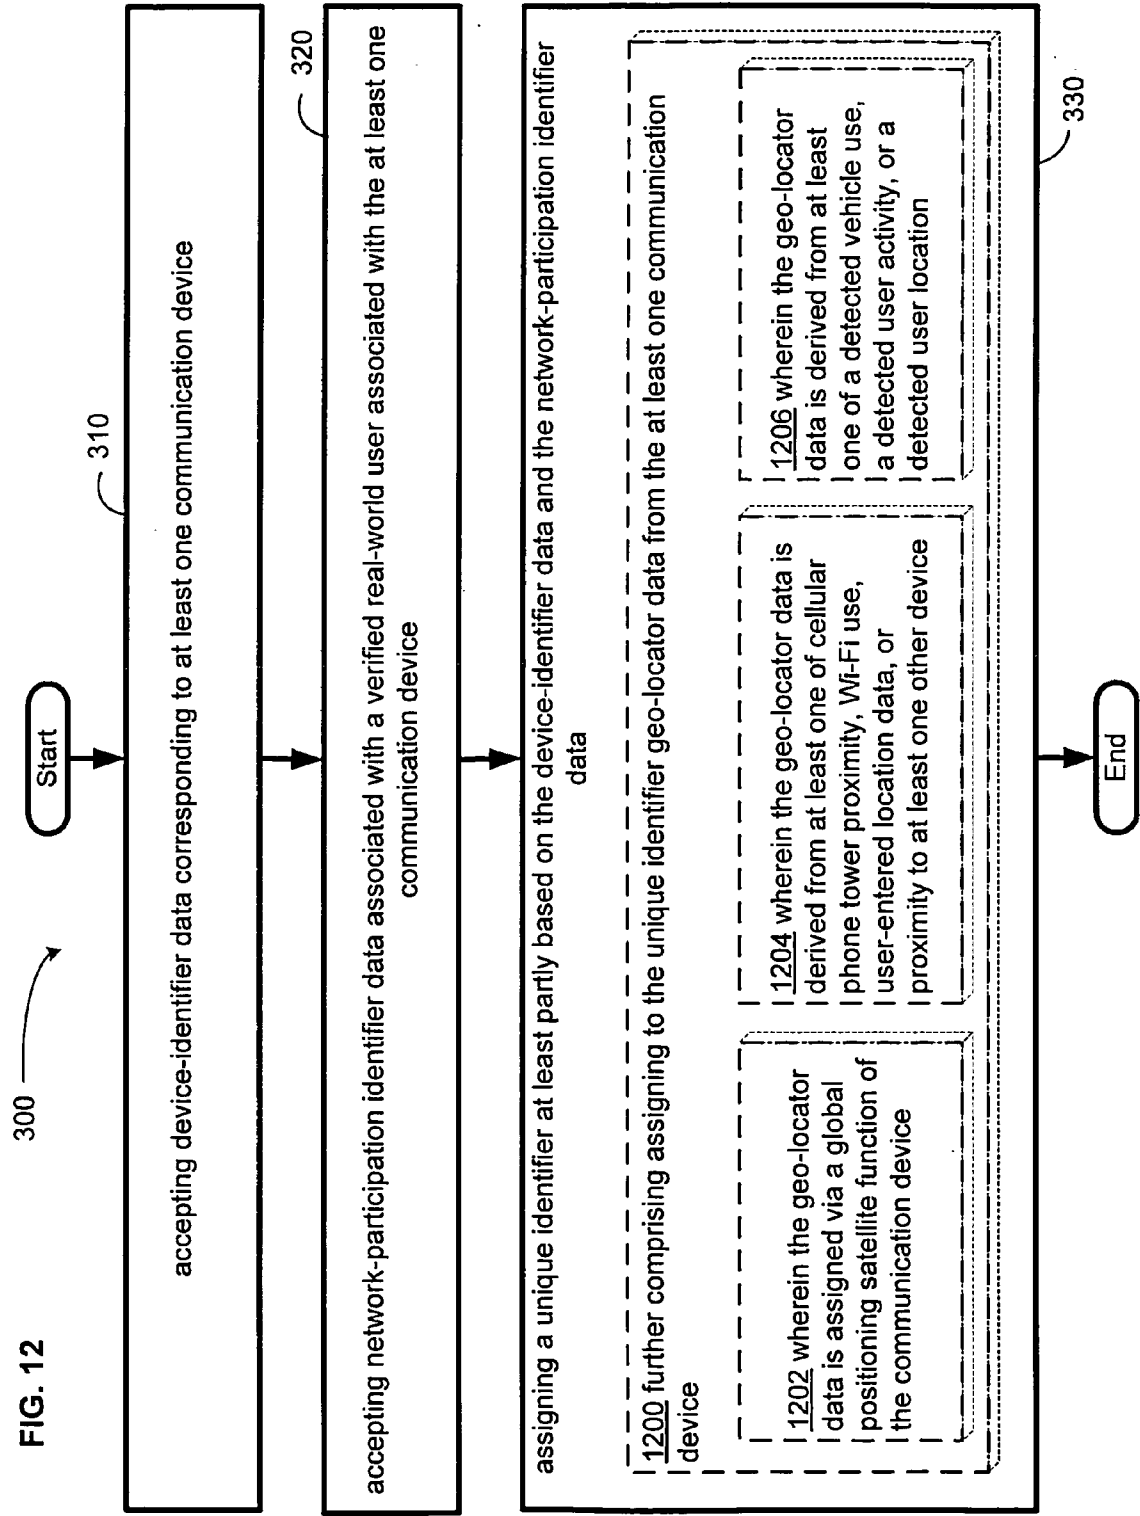 FIG. 12
300
Start
310
accepting device-identifier data corresponding to at least one communication device
320
accepting network-participation identifier data associated with a verified real-world user associated with the at least one
communication device
assigning a unique identifier at least partly based on the device-identifier data and the network-participation identifier
data
1200 further comprising assigning to the unique identifier geo-locator data from the at least one communication
device
1202 wherein the geo-locator
data is assigned via a global
positioning satellite function of
the communication device
1204 wherein the geo-locator data is
derived from at least one of cellular
phone tower proximity, Wi-Fi use,
user-entered location data, or
proximity to at least one other device
1206 wherein the geo-locator
data is derived from at least
one of a detected vehicle use,
a detected user activity, or a
detected user location
330
End